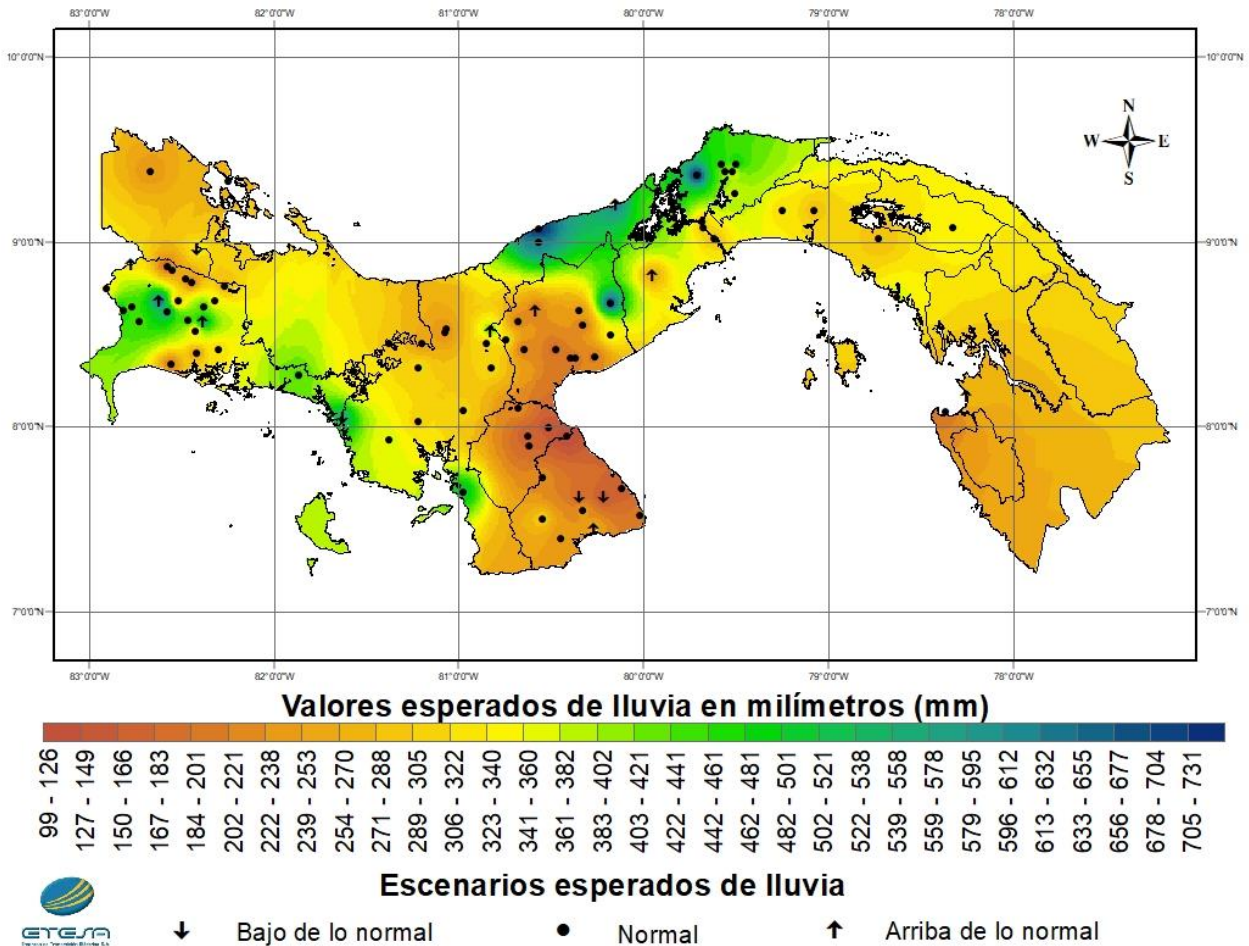 83°0'0"W 82°0'0"W 81°0'0"W 80°0'0"W 79°0'0"W 78°0'0"W
10°0'0"N 10°0'0"N
N
W E
S
9°0'0"N 9°0'0"N
8°0'0"N 8°0'0"N
7°0'0"N 7°0'0"N
83°0'0"W 82°0'0"W 81°0'0"W 80°0'0"W 79°0'0"W 78°0'0"W
Valores esperados de lluvia en milímetros (mm)
99 - 126
127 - 149
150 - 166
167 - 183
184 - 201
202 - 221
222 - 238
239 - 253
254 - 270
271 - 288
289 - 305
306 - 322
323 - 340
341 - 360
361 - 382
383 - 402
403 - 421
422 - 441
442 - 461
462 - 481
482 - 501
502 - 521
522 - 538
539 - 558
559 - 578
579 - 595
596 - 612
613 - 632
633 - 655
656 - 677
678 - 704
705 - 731
Escenarios esperados de lluvia
ETESA
Empresa de Transmisión Eléctrica S.A.
Bajo de lo normal Normal Arriba de lo normal